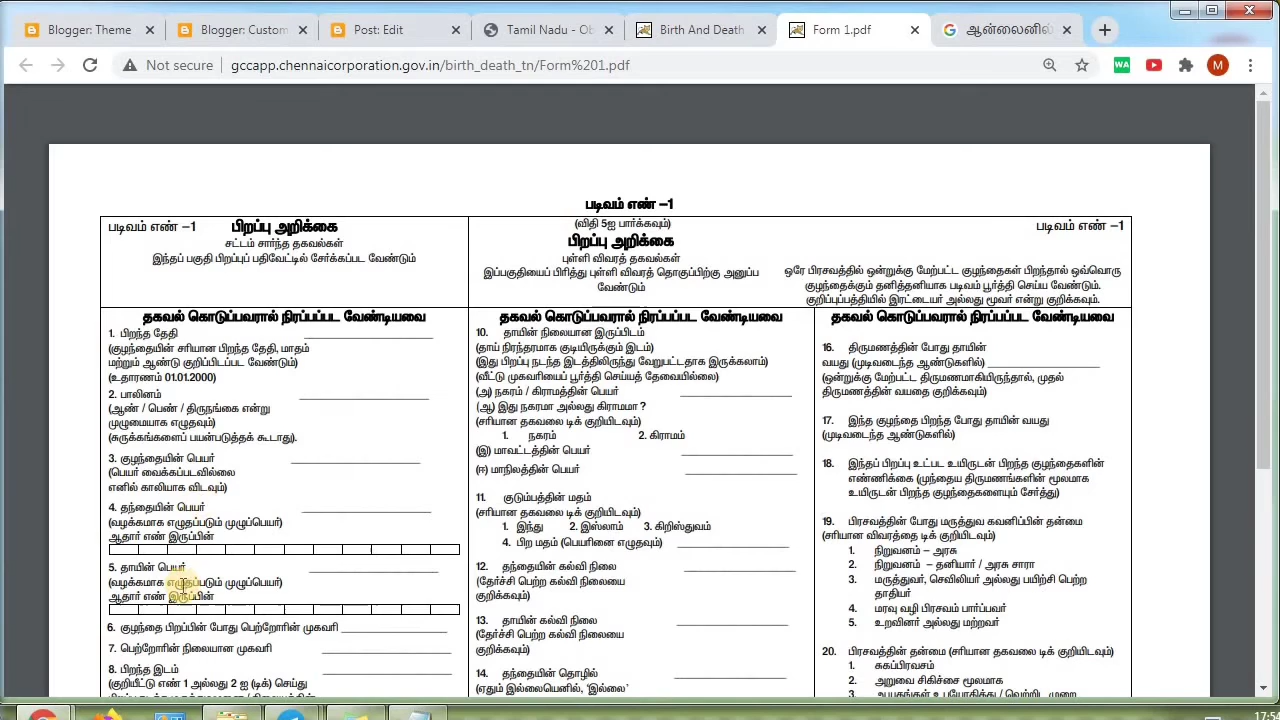 Blogger: Theme
Blogger: Custom
Post: Edit
Tamil Nadu - Ob
Birth And Death
Form 1.pdf
ஆன்லைனில்
Not secure
gccapp.chennaicorporation.gov.in/birth_death_tn/Form%201.pdf
WA
M
படிவம் எண் –1
படிவம் எண் –1
பிறப்பு அறிக்கை
சட்டம் சார்ந்த தகவல்கள்
இந்தப் பகுதி பிறப்புப் பதிவேட்டில் சேர்க்கப்பட வேண்டும்
(விதி 5ஐ பார்க்கவும்)
பிறப்பு அறிக்கை
புள்ளி விவரத் தகவல்கள்
இப்பகுதியைப் பிரித்து புள்ளி விவரத் தொகுப்பிற்கு அனுப்ப
வேண்டும்
படிவம் எண் –1
ஒரே பிரசவத்தில் ஒன்றுக்கு மேற்பட்ட குழந்தைகள் பிறந்தால் ஒவ்வொரு
குழந்தைக்கும் தனித்தனியாக படிவம் பூர்த்தி செய்ய வேண்டும்.
குறிப்புப்பத்தியில் இரட்டையர் அல்லது மூவர் என்று குறிக்கவும்.
தகவல் கொடுப்பவரால் நிரப்பப்பட வேண்டியவை
1. பிறந்த தேதி
(குழந்தையின் சரியான பிறந்த தேதி, மாதம்
மற்றும் ஆண்டு குறிப்பிடப்பட வேண்டும்)
(உதாரணம் 01.01.2000)
2. பாலினம்
(ஆண் / பெண் / திருநங்கை என்று
முழுமையாக எழுதவும்)
(சுருக்கங்களைப் பயன்படுத்தக் கூடாது).
3. குழந்தையின் பெயர்
(பெயர் வைக்கப்படவில்லை
எனில் காலியாக விடவும்)
4. தந்தையின் பெயர்
(வழக்கமாக எழுதப்படும் முழுப்பெயர்)
ஆதார் எண் இருப்பின்
5. தாயின் பெயர்
(வழக்கமாக எழுதப்படும் முழுப்பெயர்)
ஆதார் எண் இருப்பின்
6. குழந்தை பிறப்பின் போது பெற்றோரின் முகவரி
7. பெற்றோரின் நிலையான முகவரி
8. பிறந்த இடம்
(குறியீட்டு எண் 1 அல்லது 2 ஐ (டிக்) செய்து
தகவல் கொடுப்பவரால் நிரப்பப்பட வேண்டியவை
10. தாயின் நிலையான இருப்பிடம்
(தாய் நிரந்தரமாக குடியிருக்கும் இடம்)
(இது பிறப்பு நடந்த இடத்திலிருந்து வேறுபட்டதாக இருக்கலாம்)
(வீட்டு முகவரியைப் பூர்த்தி செய்யத் தேவையில்லை)
(அ) நகரம் / கிராமத்தின் பெயர்
(ஆ) இது நகரமா அல்லது கிராமமா ?
(சரியான தகவலை டிக் குறியிடவும்)
1. நகரம் 2. கிராமம்
(இ) மாவட்டத்தின் பெயர்
(ஈ) மாநிலத்தின் பெயர்
11. குடும்பத்தின் மதம்
(சரியான தகவலை டிக் குறியிடவும்)
1. இந்து 2. இஸ்லாம் 3. கிறிஸ்துவம்
4. பிற மதம் (பெயரினை எழுதவும்)
12. தந்தையின் கல்வி நிலை
(தேர்ச்சி பெற்ற கல்வி நிலையை
குறிக்கவும்)
13. தாயின் கல்வி நிலை
(தேர்ச்சி பெற்ற கல்வி நிலையை
குறிக்கவும்)
14. தந்தையின் தொழில்
(ஏதும் இல்லையெனில், 'இல்லை'
தகவல் கொடுப்பவரால் நிரப்பப்பட வேண்டியவை
16. திருமணத்தின் போது தாயின்
வயது (முடிவடைந்த ஆண்டுகளில்)
(ஒன்றுக்கு மேற்பட்ட திருமணமாகியிருந்தால், முதல்
திருமணத்தின் வயதை குறிக்கவும்)
17. இந்த குழந்தை பிறந்த போது தாயின் வயது
(முடிவடைந்த ஆண்டுகளில்)
18. இந்தப் பிறப்பு உட்பட உயிருடன் பிறந்த குழந்தைகளின்
எண்ணிக்கை (முந்தைய திருமணங்களின் மூலமாக
உயிருடன் பிறந்த குழந்தைகளையும் சேர்த்து)
19. பிரசவத்தின் போது மருத்துவ கவனிப்பின் தன்மை
(சரியான விவரத்தை டிக் குறியிடவும்)
1. நிறுவனம் – அரசு
2. நிறுவனம் – தனியார் / அரசு சாரா
3. மருத்துவர், செவிலியர் அல்லது பயிற்சி பெற்ற
தாதியர்
4. மரவு வழி பிரசவம் பார்ப்பவர்
5. உறவினர் அல்லது மற்றவர்
20. பிரசவத்தின் தன்மை (சரியான தகவலை டிக் குறியிடவும்)
1. சுகப்பிரவசம்
2. அறுவை சிகிச்சை மூலமாக